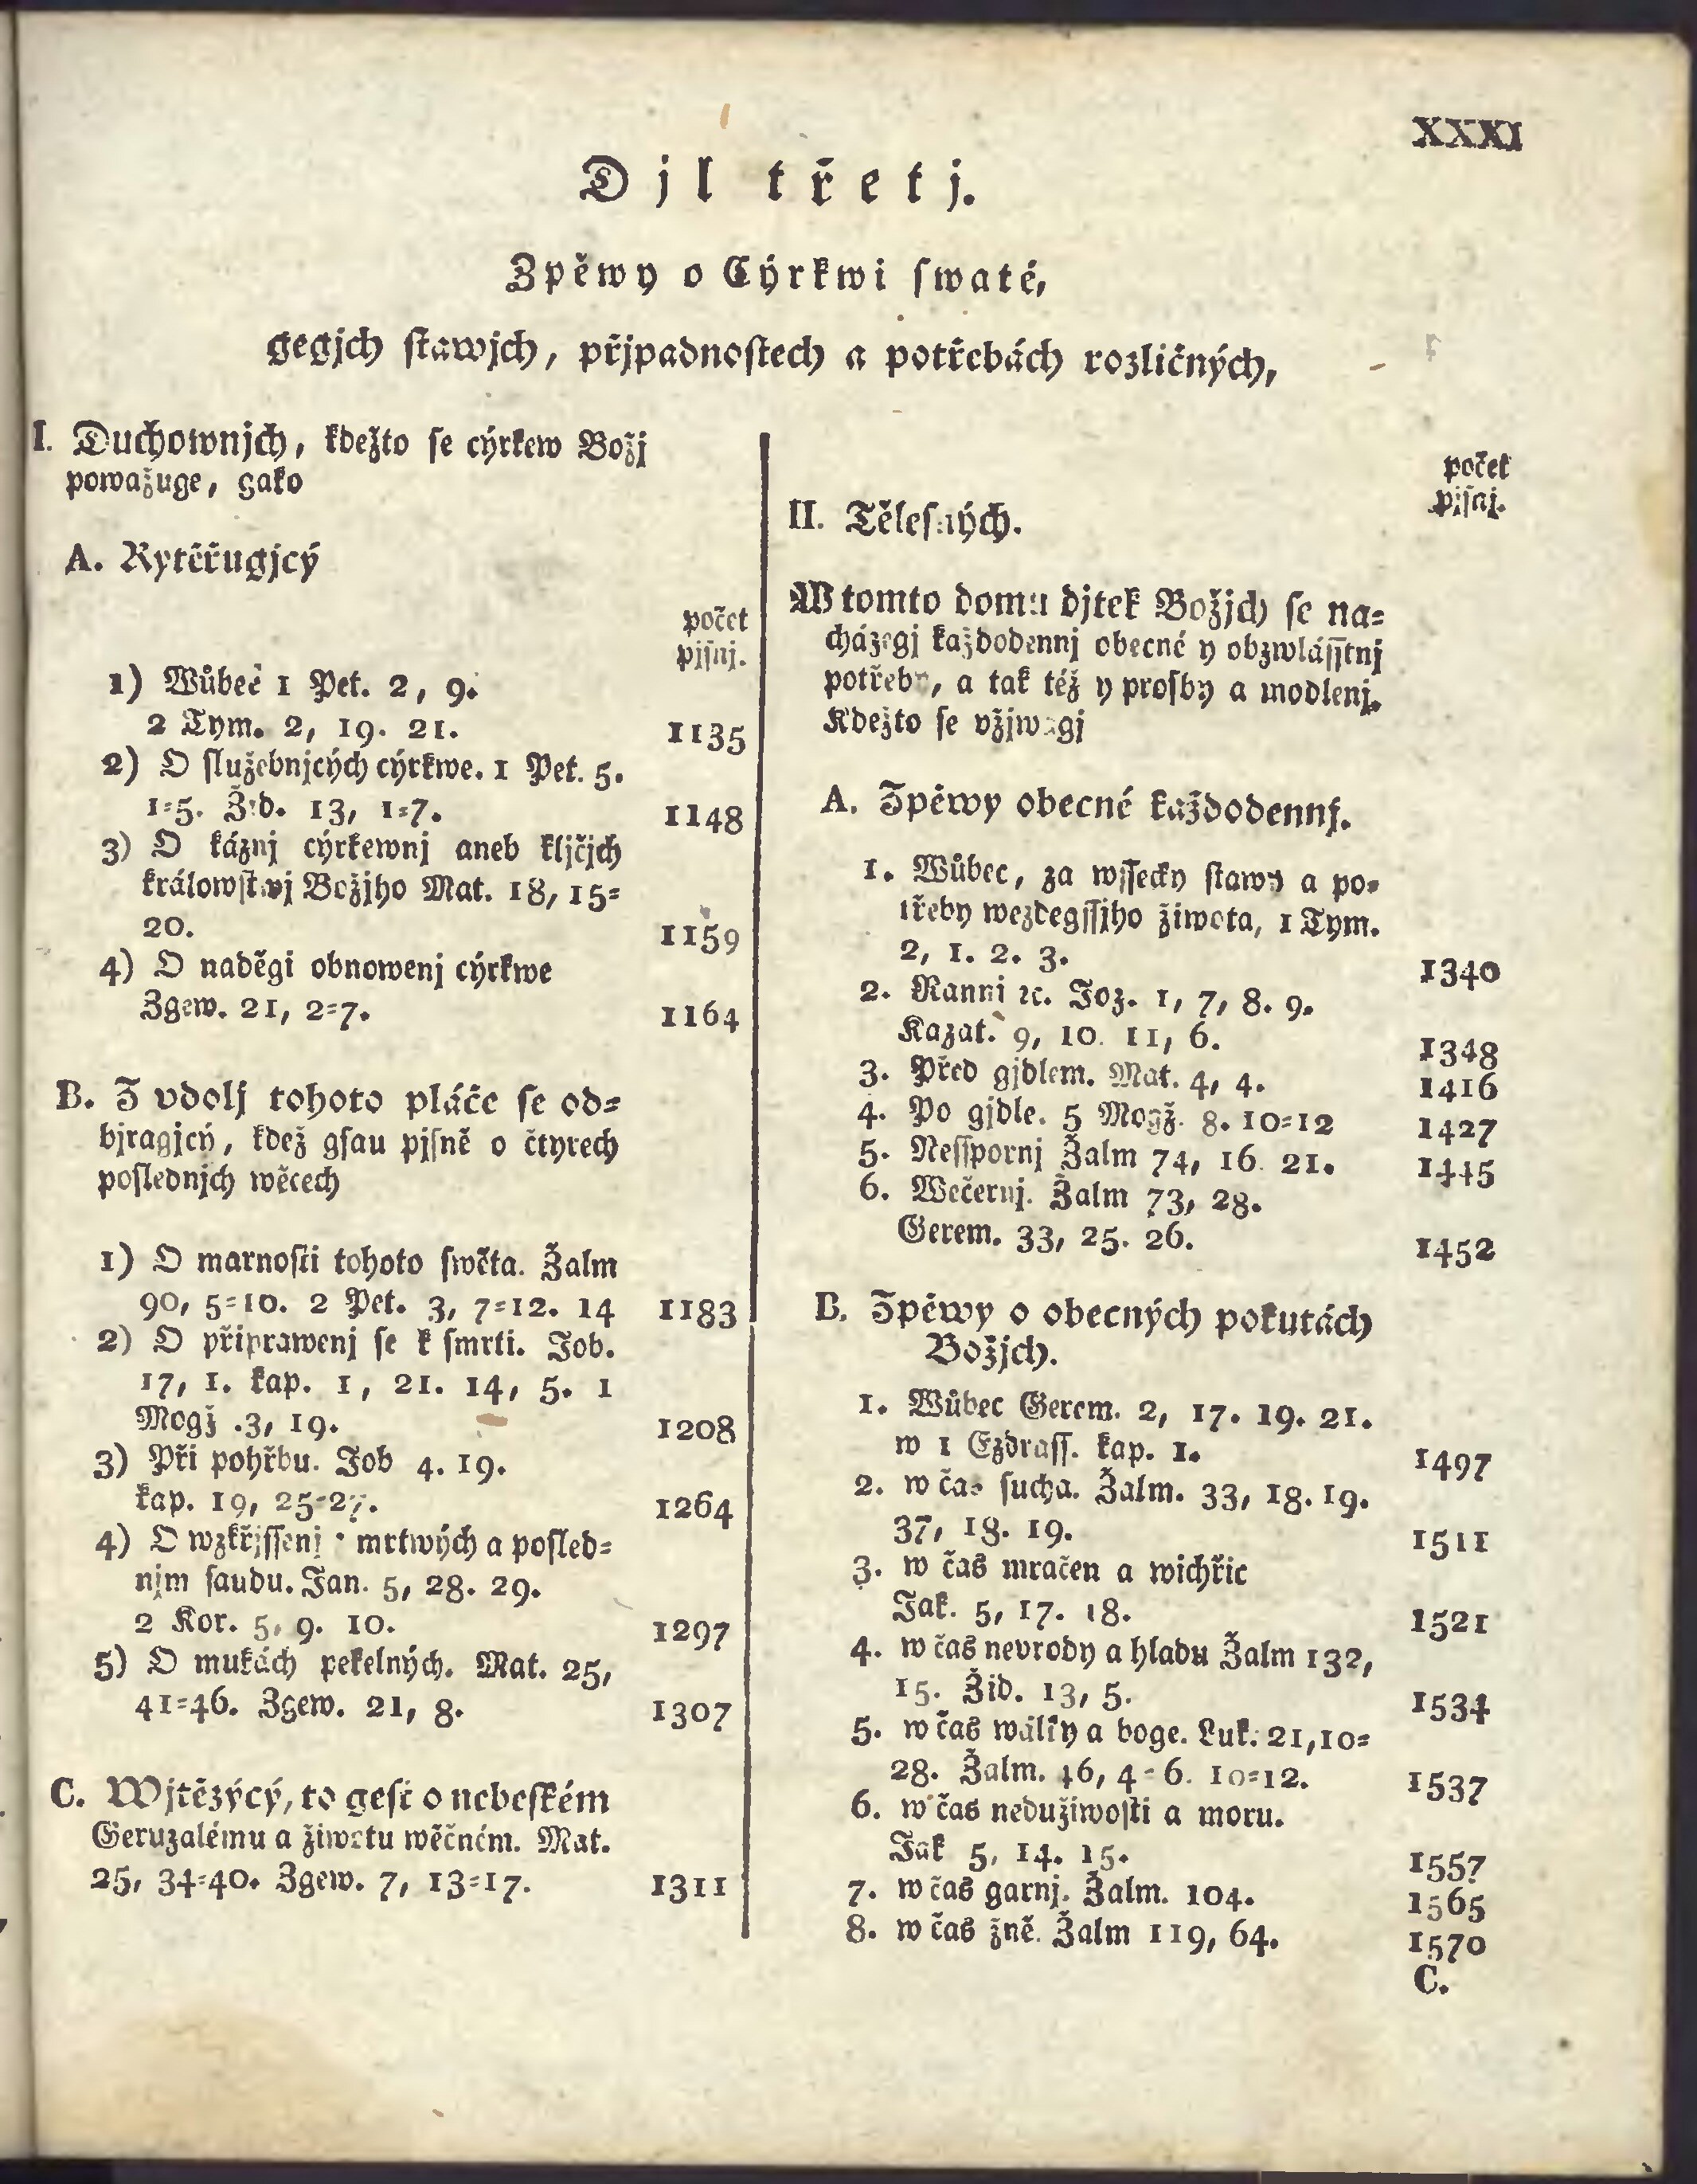 XXXI
Djl třetj.
Zpěwy o Cýrkwi ſwaté,
gegjch ſtawjch, přjpadnoſtech a potřebách rozličných,
I. Duchownjch, kdežto ſe cýrkew Božj
powažuge, gako
A. Rytěřugjcý
počet
pjſnj.
1) Wůbec 1 Pet. 2, 9.
2 Tym. 2, 19. 21. 1135
2) O ſlužebnjcých cýrkwe. 1 Pet. 5.
1=5. Žid. 13, 1=7. 1148
3) O káznj cýrkewnj aneb kljčjch
králowſtwj Božjho Mat. 18, 15=
20. 1159
4) O naděgi obnowenj cýrkwe
Zgew. 21, 2=7. 1164
B. Z vdolj tohoto pláče ſe od=
bjragjcý, kdež gſau pjſně o čtyrech
poſlednjch wěcech
1) O marnoſti tohoto ſwěta. Žalm
90, 5=10. 2 Pet. 3, 7=12. 14 1183
2) O připrawenj ſe k ſmrti. Job.
17, 1. kap. 1, 21. 14, 5. 1
Mogž .3, 19. 1208
3) Při pohřbu. Job 4. 19.
kap. 19, 25=27. 1264
4) O wzkřjſſenj mrtwých a poſled=
njm ſaudu. Jan. 5, 28. 29.
2 Kor. 5, 9. 10. 1297
5) O mukách pekelných. Mat. 25,
41=46. Zgew. 21, 8. 1307
C. Wjtězýcý, to geſt o nebeſkém
Geruzalému a žiwotu wěčném. Mat.
25, 34=40. Zgew. 7, 13=17. 1311
počet
pjſnj.
II. Těleſných.
W tomto domu djtek Božjch ſe na=
cházegj každodennj obecné y obzwláſſtnj
potřeby, a tak též y proſby a modlenj.
Kdežto ſe vžjwagj
A. Zpěwy obecné každodennj.
1. Wůbec, za wſſecky ſtawy a po=
třeby wezdegſſjho žiwota, 1 Tym.
2, 1. 2. 3. 1340
2. Ranni ꝛc. Joz. 1, 7, 8. 9.
Kazat. 9, 10. 11, 6. 1348
3. Před gjdlem. Mat. 4, 4. 1416
4. Po gjdle. 5 Mogž. 8. 10=12 1427
5. Neſſpornj Žalm 74, 16. 21. 1445
6. Wečernj. Žalm 73, 28.
Gerem. 33, 25. 26. 1452
B. Zpěwy o obecných pokutách
Božjch.
1. Wůbec Gerem. 2, 17. 19. 21.
w 1 Ezdraſſ. kap. 1. 1497
2. w čas ſucha. Žalm. 33, 18. 19.
37, 18. 19. 1511
3. w čas mračen a wichřic
Jak. 5, 17. 18. 1521
4. w čas nevrody a hladu Žalm 132,
15. Žid. 13, 5. 1534
5. w čas wálky a boge. Luk. 21,10=
28. Žalm. 46, 4=6. 10=12. 1537
6. w čas nedužiwoſti a moru.
Jak 5, 14. 15. 1557
7. w čas garnj. Žalm. 104. 1565
8. w čas žně. Žalm 119, 64. 1570
C.